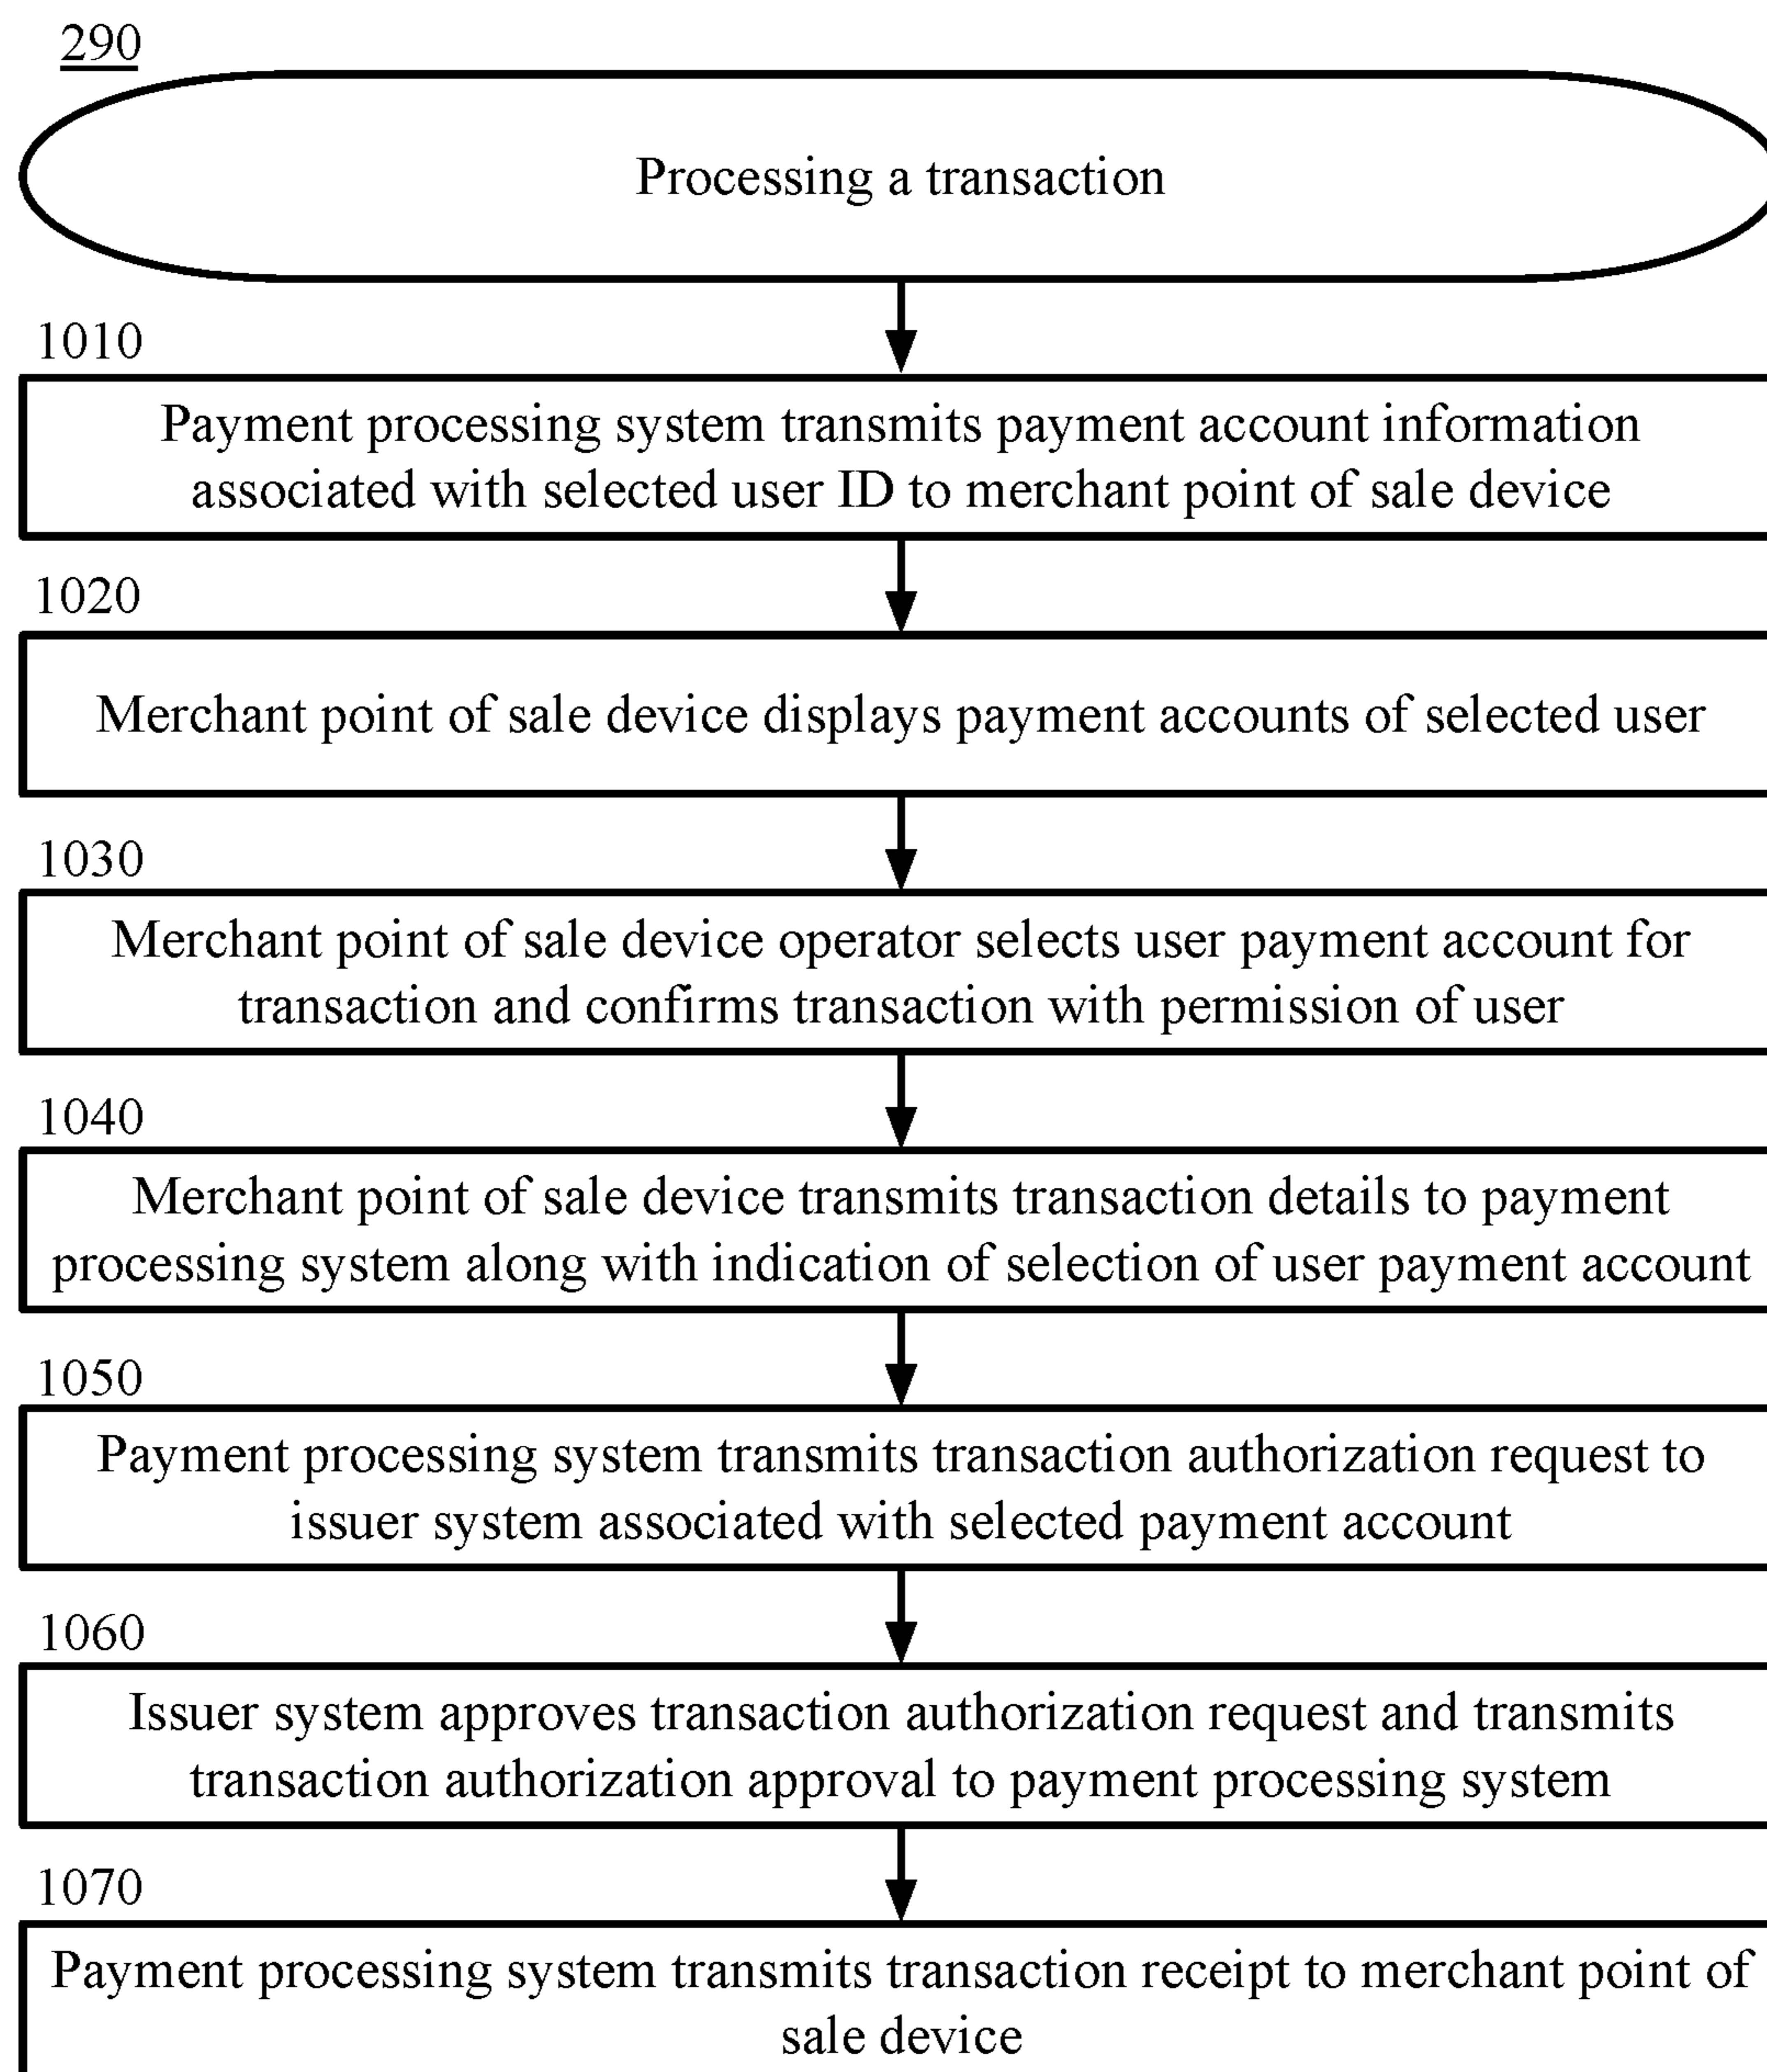 290
Processing a transaction
1010
Payment processing system transmits payment account information
associated with selected user ID to merchant point of sale device
1020
Merchant point of sale device displays payment accounts of selected user
1030
Merchant point of sale device operator selects user payment account for
transaction and confirms transaction with permission of user
1040
Merchant point of sale device transmits transaction details to payment
processing system along with indication of selection of user payment account
1050
Payment processing system transmits transaction authorization request to
issuer system associated with selected payment account
1060
Issuer system approves transaction authorization request and transmits
transaction authorization approval to payment processing system
1070
Payment processing system transmits transaction receipt to merchant point of
sale device